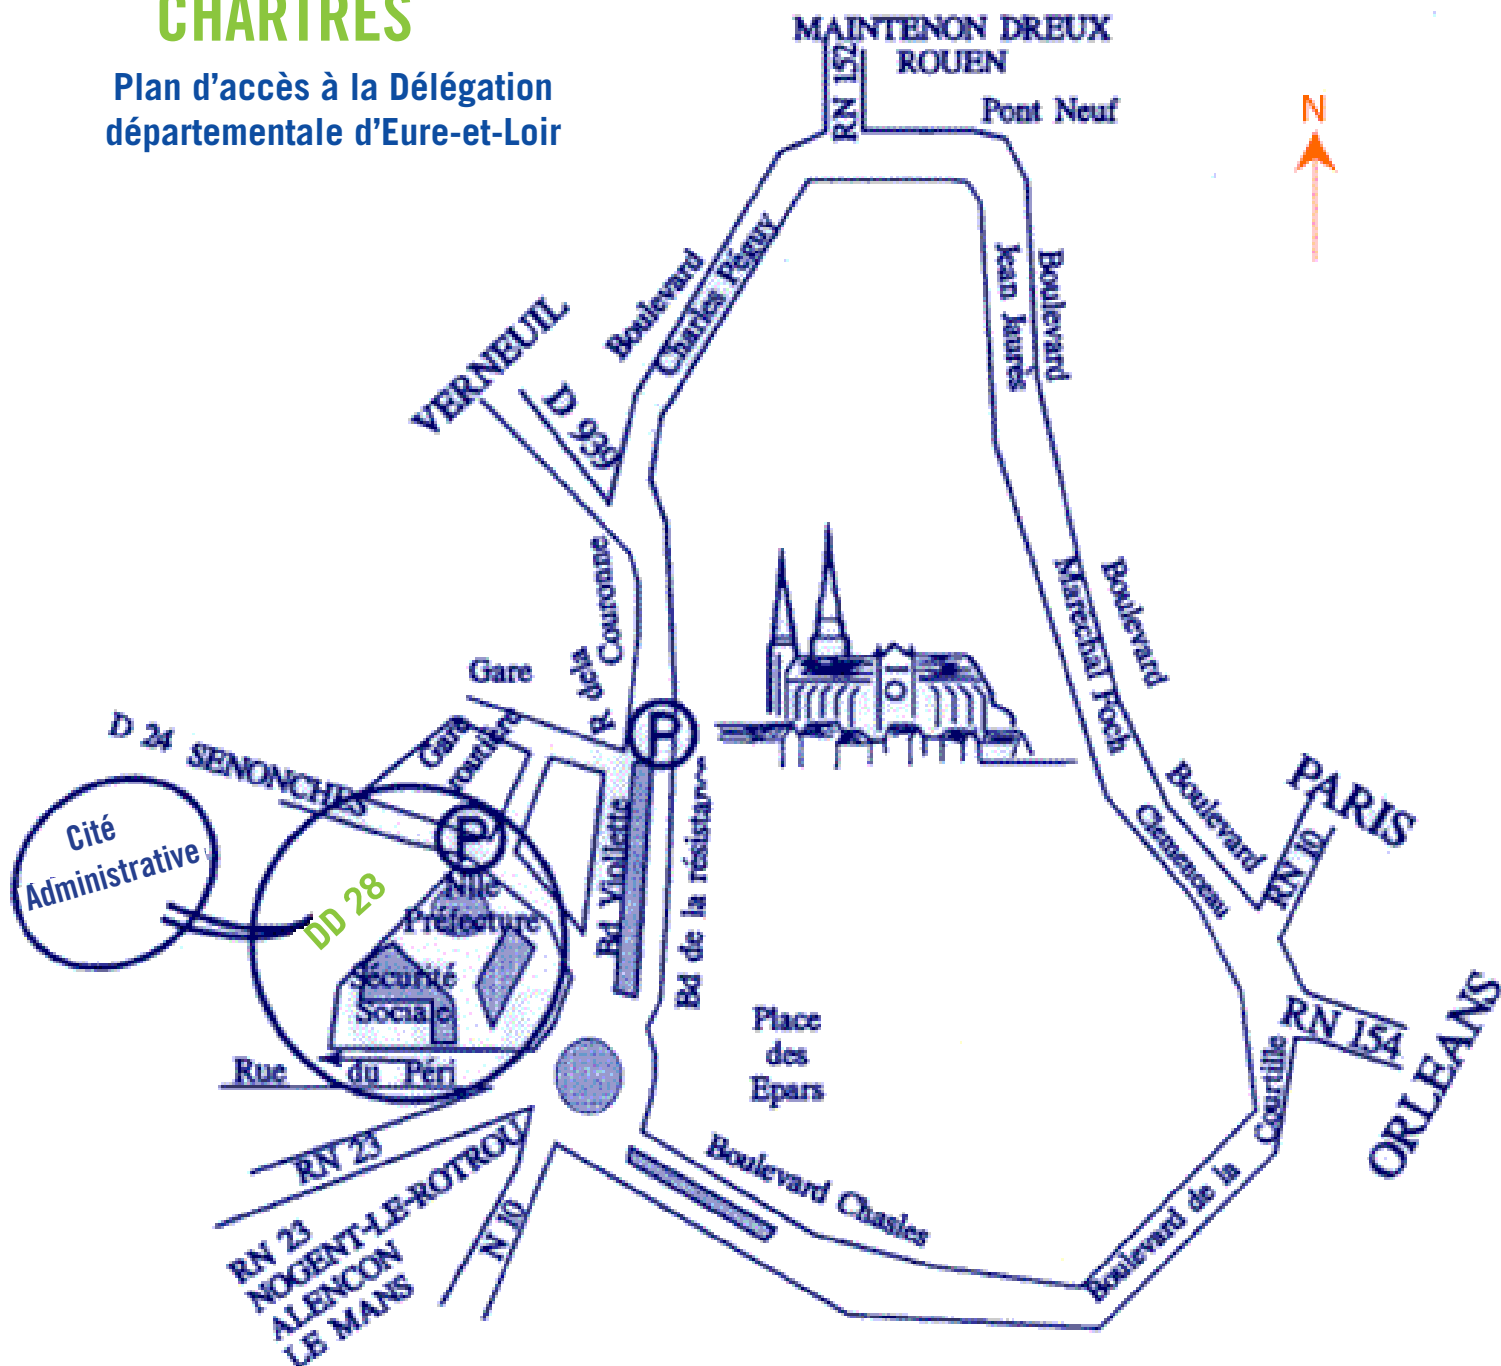 CHARTRES
Plan d'accès à la Délégation
départementale d'Eure-et-Loir
MAINTENON DREUX
ROUEN
RN 152
Pont Neuf
N
Boulevard
Charles Péguy
Boulevard
Jean Jaurès
VERNEUIL
D 939
R. dela
Couronne
Boulevard
Maréchal Foch
Gare
Gare
routière
P
D 24 SENONCHES
P
Cité
Administrative
DD 28
Nlle
Préfecture
Sécurité
Sociale
Bd Viollette
Bd de la résistance
Boulevard
Clemenceau
PARIS
RN 10
RN 154
ORLEANS
Place
des
Epars
Rue du Péri
RN 23
RN 23
NOGENT-LE-ROTROU
ALENCON
LE MANS
N 10
Boulevard Chasles
Boulevard de la
Courtille